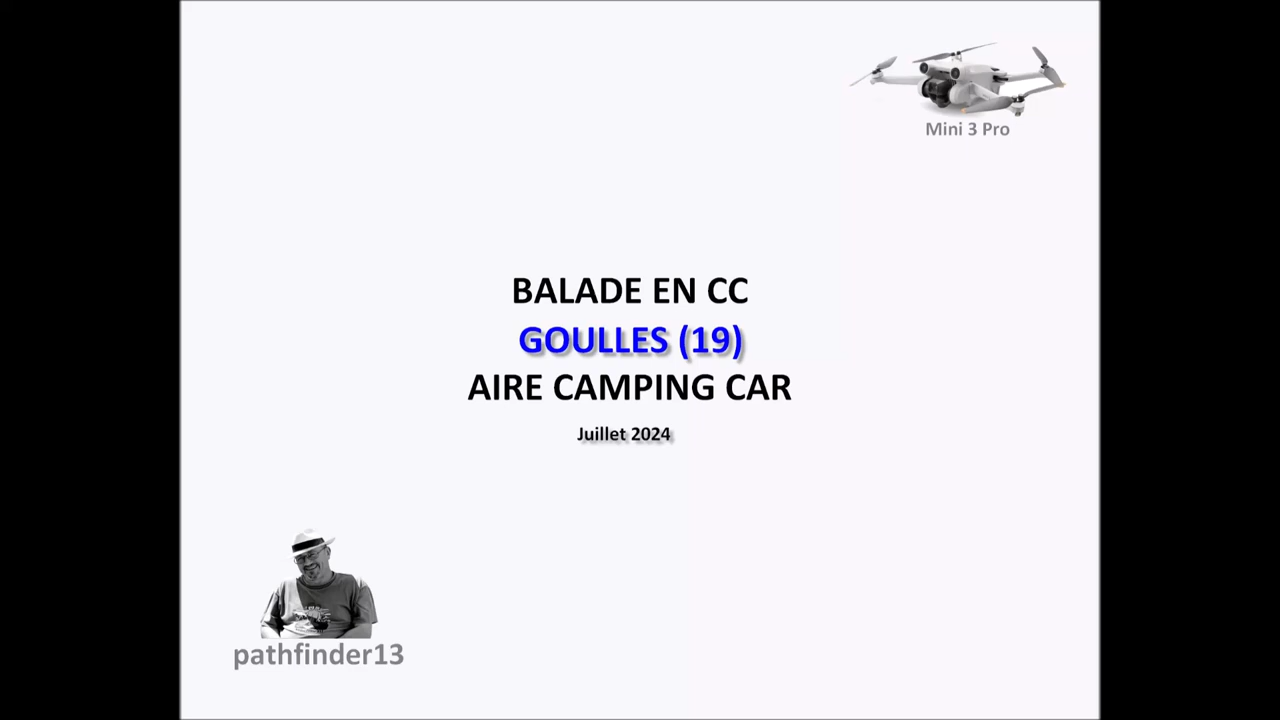 Mini 3 Pro
BALADE EN CC
GOULLES (19)
AIRE CAMPING CAR
Juillet 2024
pathfinder13